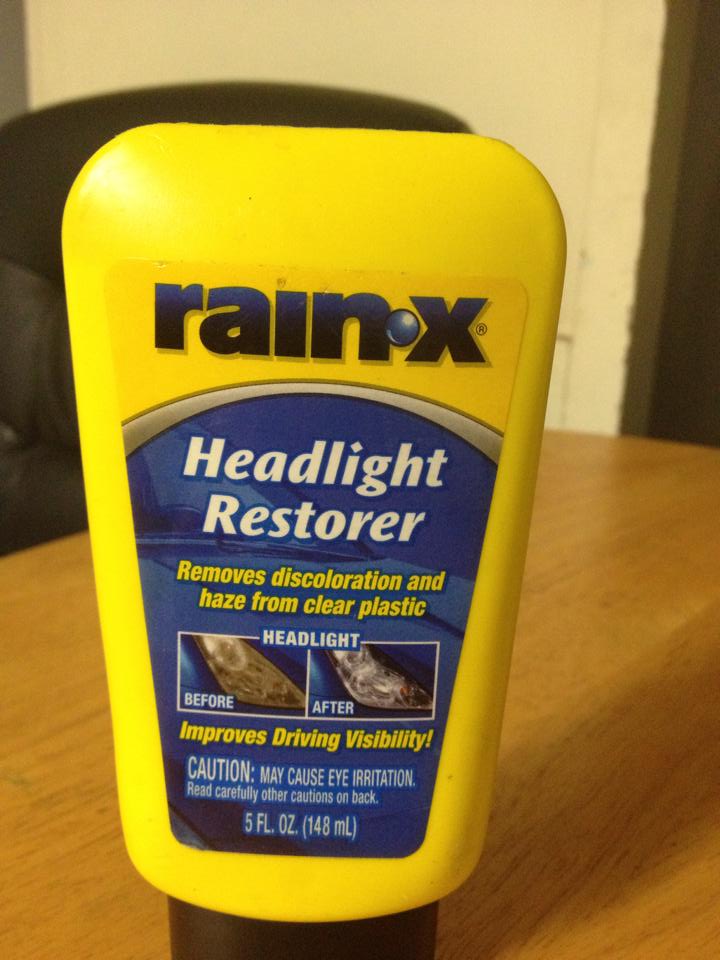 rain-x®
Headlight
Restorer
Removes discoloration and
haze from clear plastic
HEADLIGHT
BEFORE AFTER
Improves Driving Visibility!
CAUTION: MAY CAUSE EYE IRRITATION.
Read carefully other cautions on back.
5 FL. OZ. (148 mL)